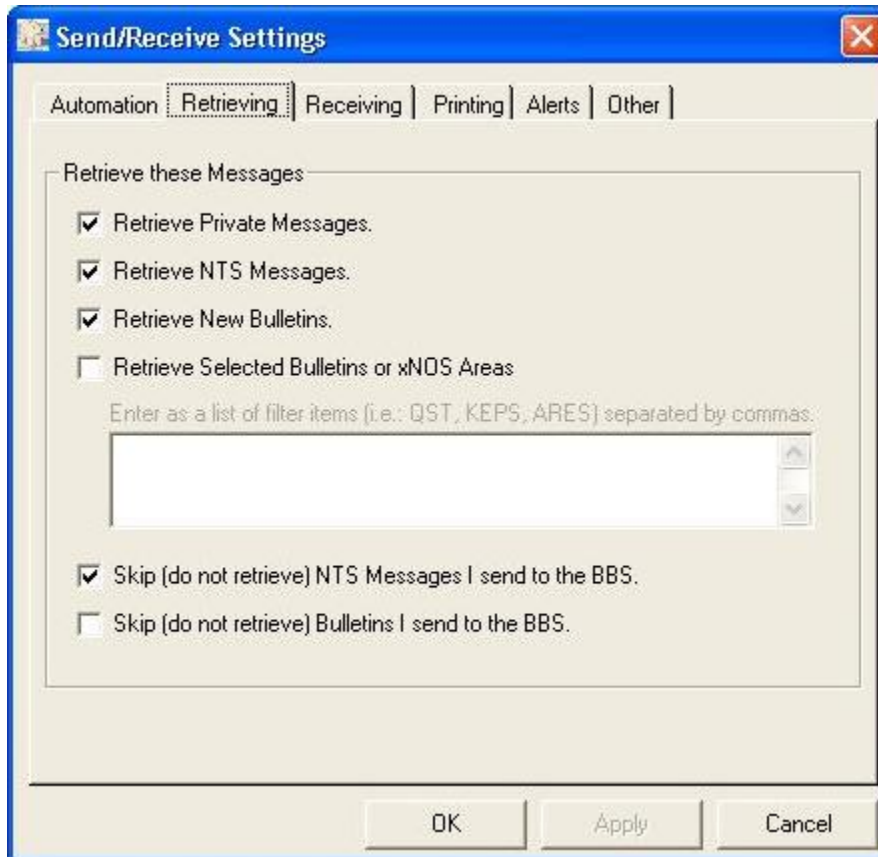 Send/Receive Settings
Automation Retrieving Receiving Printing Alerts Other
Retrieve these Messages
Retrieve Private Messages.
Retrieve NTS Messages.
Retrieve New Bulletins.
Retrieve Selected Bulletins or xNOS Areas
Enter as a list of filter items (i.e.: QST, KEPS, ARES) separated by commas.
Skip (do not retrieve) NTS Messages I send to the BBS.
Skip (do not retrieve) Bulletins I send to the BBS.
OK Apply Cancel